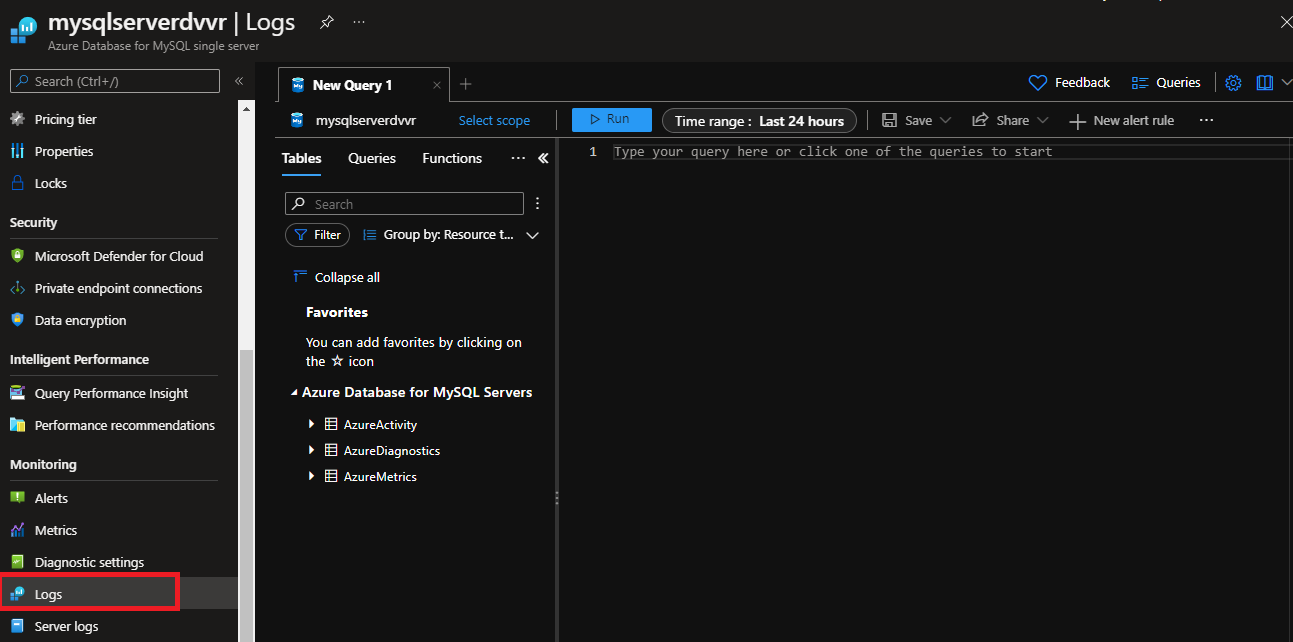 mysqlserverdvvr | Logs ...
Azure Database for MySQL single server
Search (Ctrl+/)
«
Pricing tier
Properties
Locks
Security
Microsoft Defender for Cloud
Private endpoint connections
Data encryption
Intelligent Performance
Query Performance Insight
Performance recommendations
Monitoring
Alerts
Metrics
Diagnostic settings
Logs
Server logs
New Query 1
Feedback
Queries
mysqlserverdvvr
Select scope
Run
Time range : Last 24 hours
Save
Share
New alert rule
...
Tables
Queries
Functions
...
«
Search
Filter
Group by: Resource t...
Collapse all
Favorites
You can add favorites by clicking on
the ☆ icon
Azure Database for MySQL Servers
AzureActivity
AzureDiagnostics
AzureMetrics
1 Type your query here or click one of the queries to start